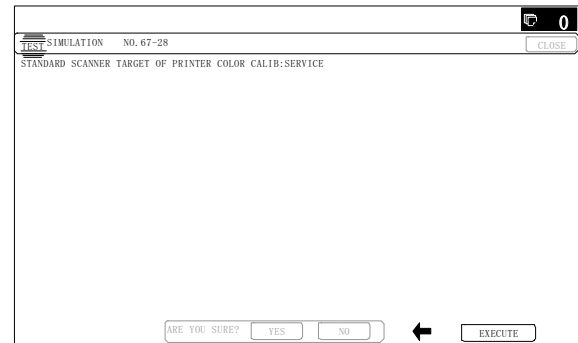 0
TEST SIMULATION NO.67-28
CLOSE
STANDARD SCANNER TARGET OF PRINTER COLOR CALIB:SERVICE
ARE YOU SURE? YES NO EXECUTE